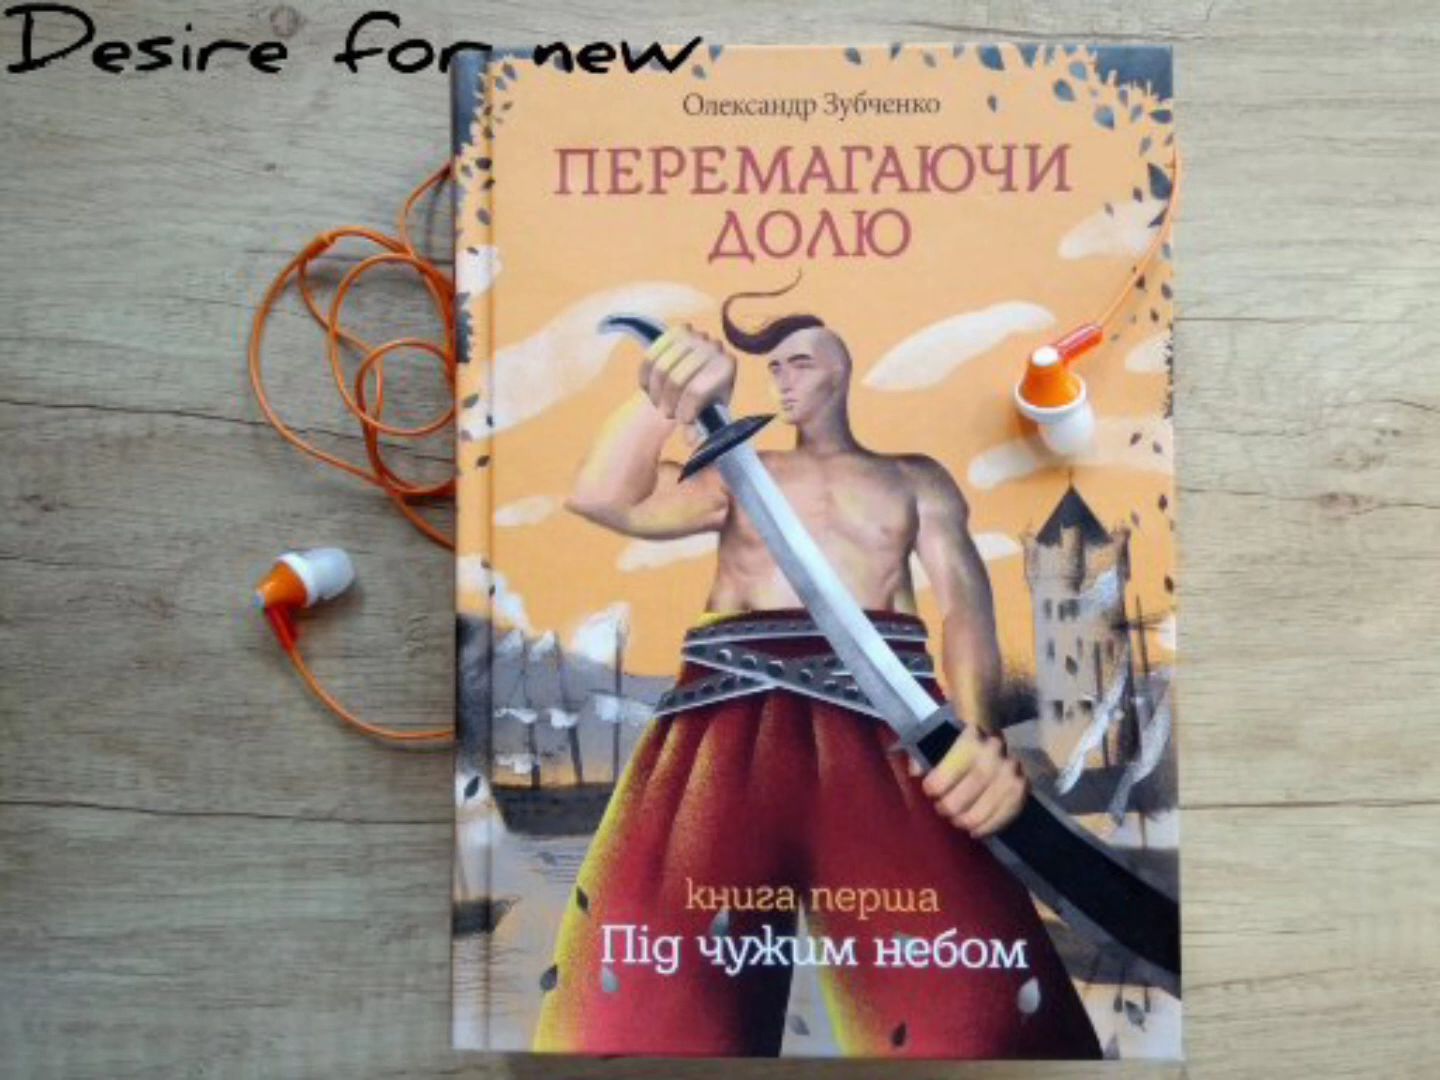 Desire for new
Олександр Зубченко
ПЕРЕМАГАЮЧИ
ДОЛЮ
книга перша
Під чужим небом